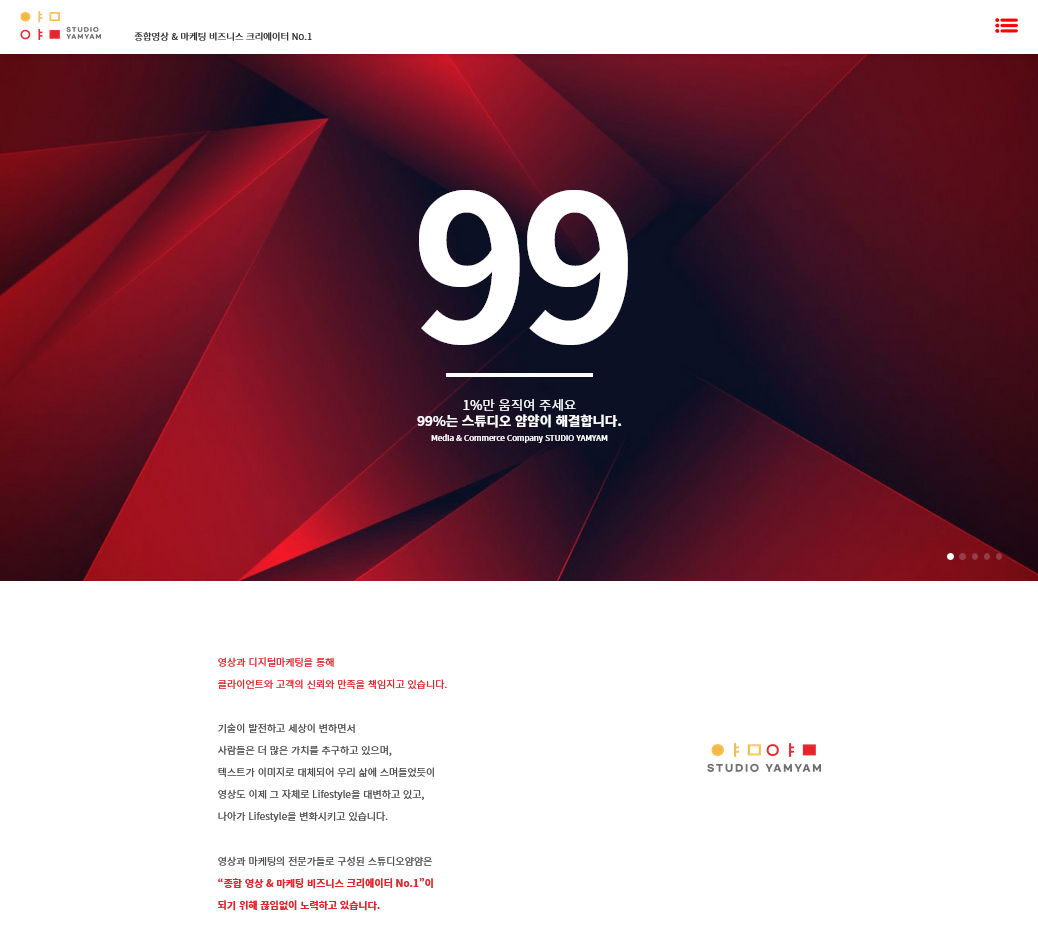 STUDIO
YAMYAM
종합영상 & 마케팅 비즈니스 크리에이터 No.1
99
1%만 움직여 주세요
99%는 스튜디오 얌얌이 해결합니다.
Media & Commerce Company STUDIO YAMYAM
영상과 디지털마케팅을 통해
클라이언트와 고객의 신뢰와 만족을 책임지고 있습니다.
기술이 발전하고 세상이 변하면서
사람들은 더 많은 가치를 추구하고 있으며,
텍스트가 이미지로 대체되어 우리 삶에 스며들었듯이
영상도 이제 그 자체로 Lifestyle을 대변하고 있고,
나아가 Lifestyle을 변화시키고 있습니다.
영상과 마케팅의 전문가들로 구성된 스튜디오얌얌은
“종합 영상 & 마케팅 비즈니스 크리에이터 No.1”이
되기 위해 끊임없이 노력하고 있습니다.
STUDIO YAMYAM